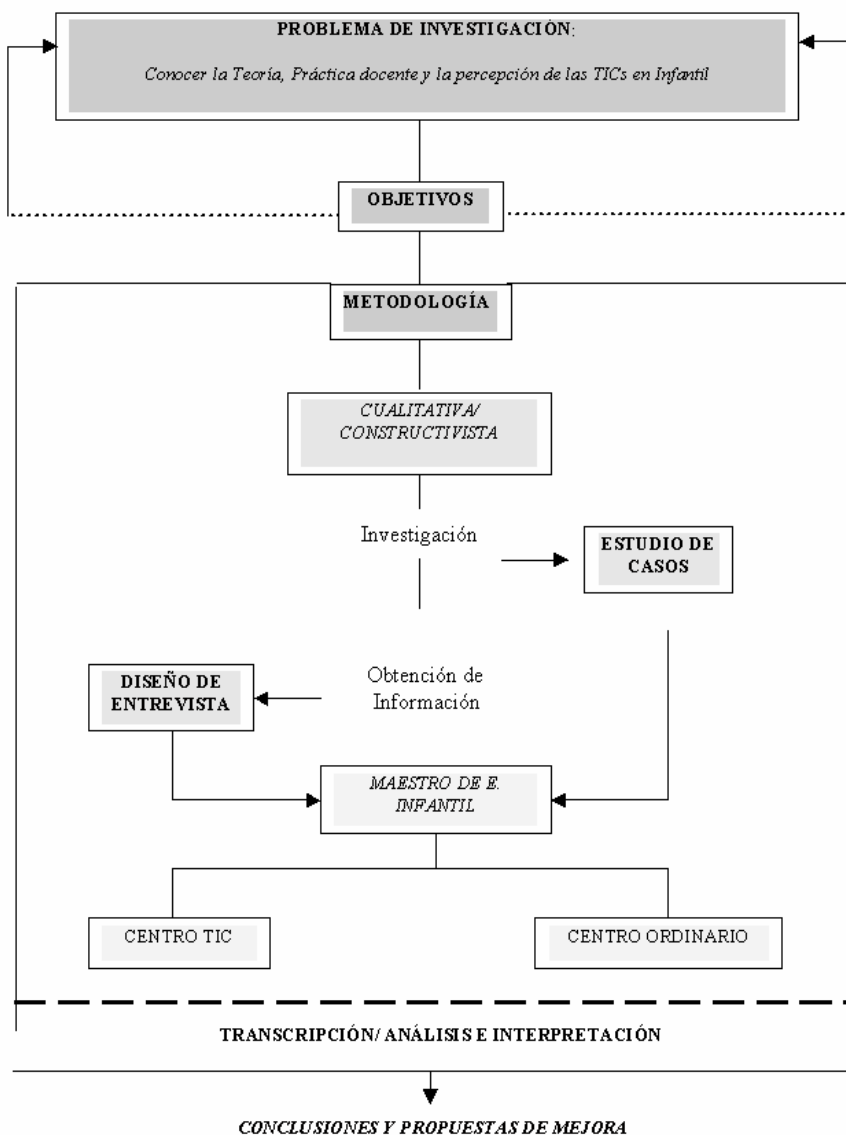 PROBLEMA DE INVESTIGACIÓN:
Conocer la Teoría, Práctica docente y la percepción de las TICs en Infantil
OBJETIVOS
METODOLOGÍA
CUALITATIVA/
CONSTRUCTIVISTA
Investigación
ESTUDIO DE
CASOS
DISEÑO DE
ENTREVISTA
Obtención de
Información
MAESTRO DE E.
INFANTIL
CENTRO TIC
CENTRO ORDINARIO
TRANSCRIPCIÓN/ ANÁLISIS E INTERPRETACIÓN
CONCLUSIONES Y PROPUESTAS DE MEJORA